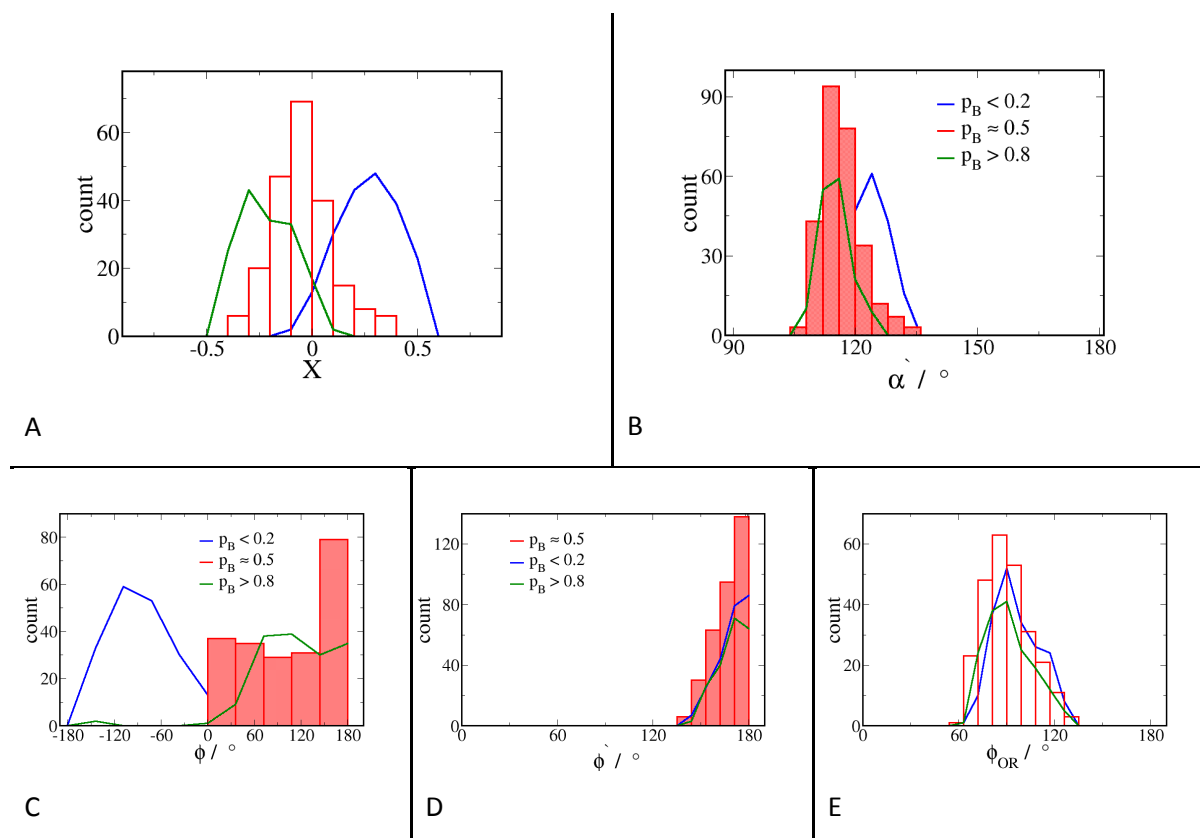 60
40
20
0
count
-0.5
0
0.5
X
A
90
60
30
0
count
90
120
150
180
α` / °
p_B < 0.2
p_B ≈ 0.5
p_B > 0.8
B
80
60
40
20
0
count
-180
-120
-60
0
60
120
180
ϕ / °
p_B < 0.2
p_B ≈ 0.5
p_B > 0.8
C
120
80
40
0
count
0
60
120
180
ϕ` / °
p_B ≈ 0.5
p_B < 0.2
p_B > 0.8
D
60
40
20
0
count
0
60
120
180
ϕ_OR / °
E